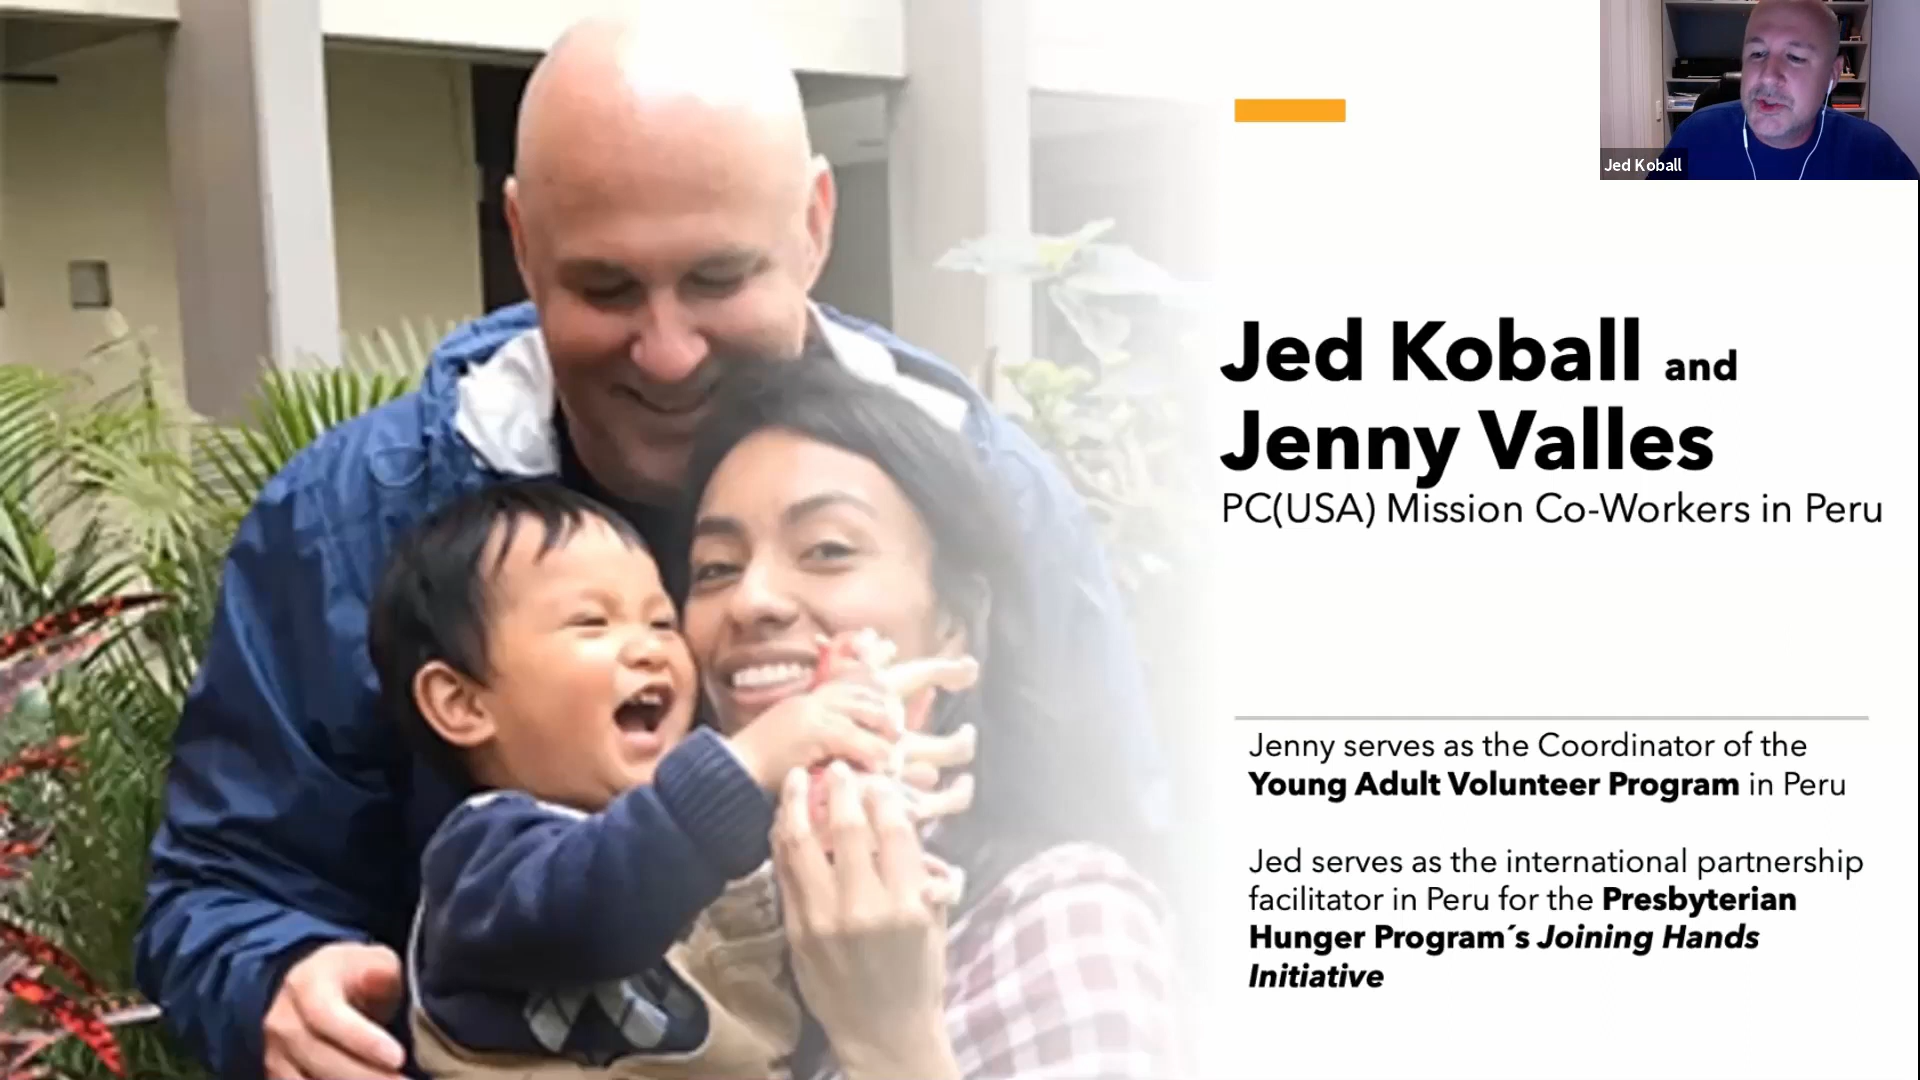 Jed Koball
Jed Koball and
Jenny Valles
PC(USA) Mission Co-Workers in Peru
Jenny serves as the Coordinator of the
Young Adult Volunteer Program in Peru
Jed serves as the international partnership
facilitator in Peru for the Presbyterian
Hunger Program´s Joining Hands
Initiative